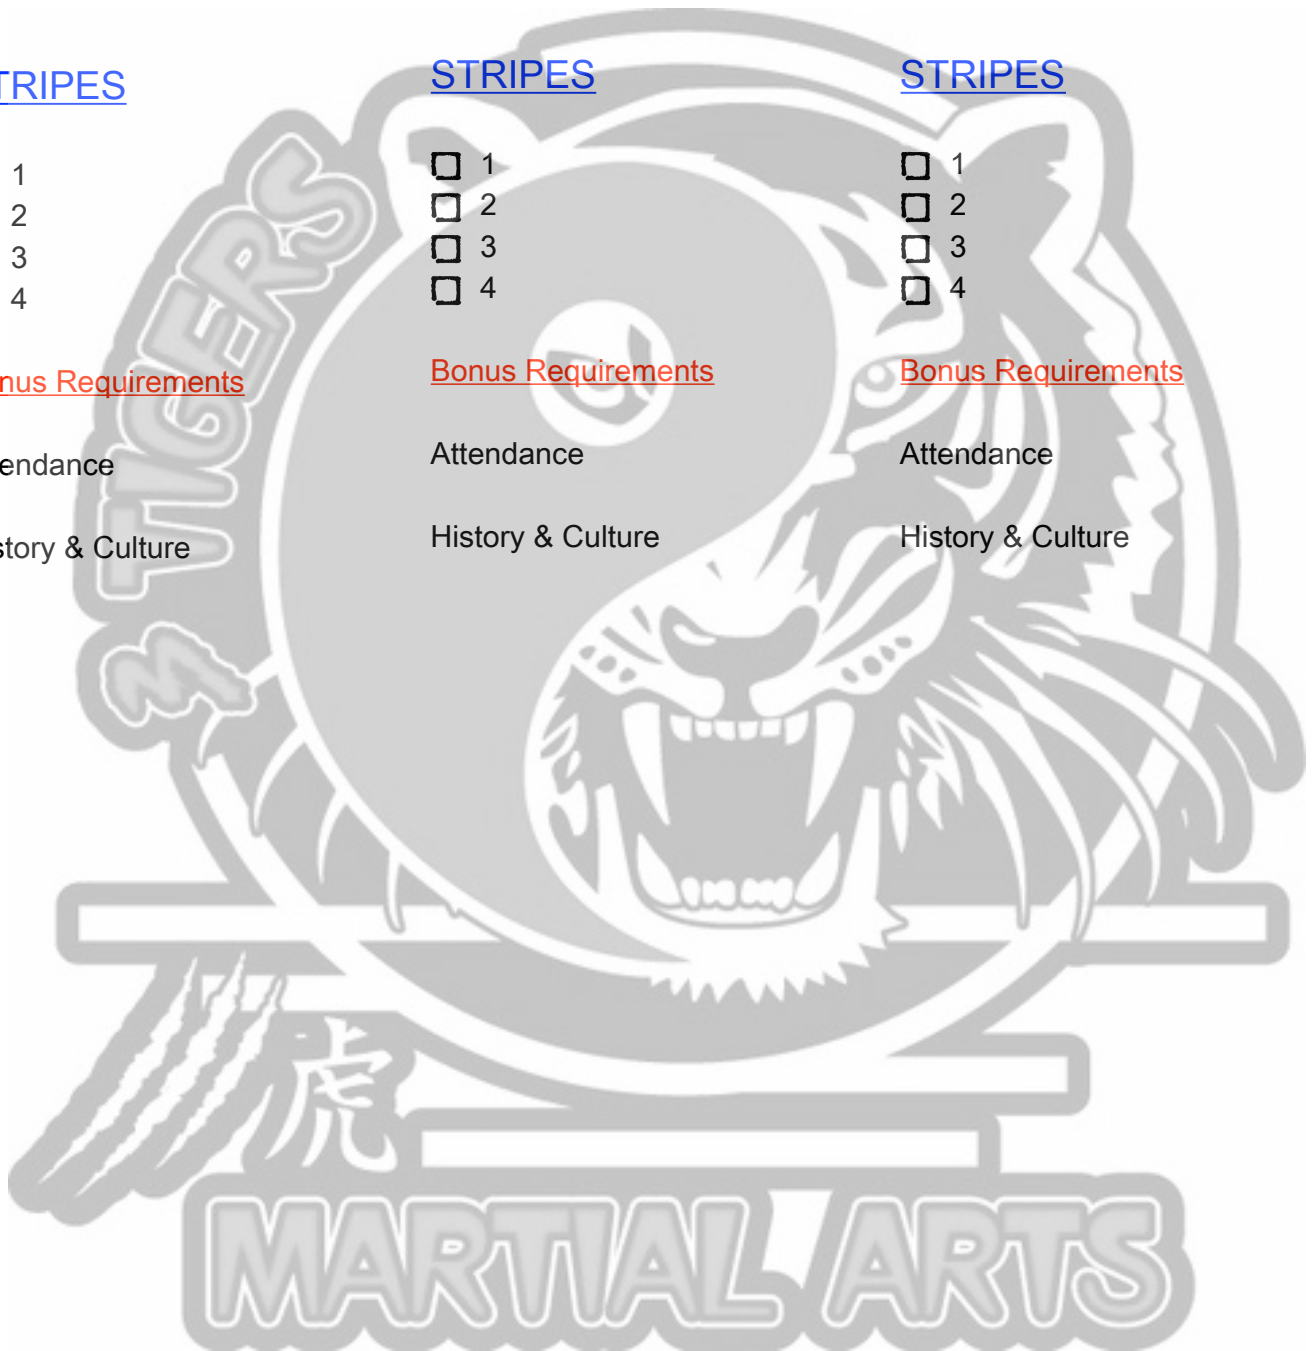 TRIPES
1
2
3
4
nus Requirements
endance
story & Culture
STRIPES
1
2
3
4
Bonus Requirements
Attendance
History & Culture
STRIPES
1
2
3
4
Bonus Requirements
Attendance
History & Culture
3 TIGERS
虎
MARTIAL ARTS